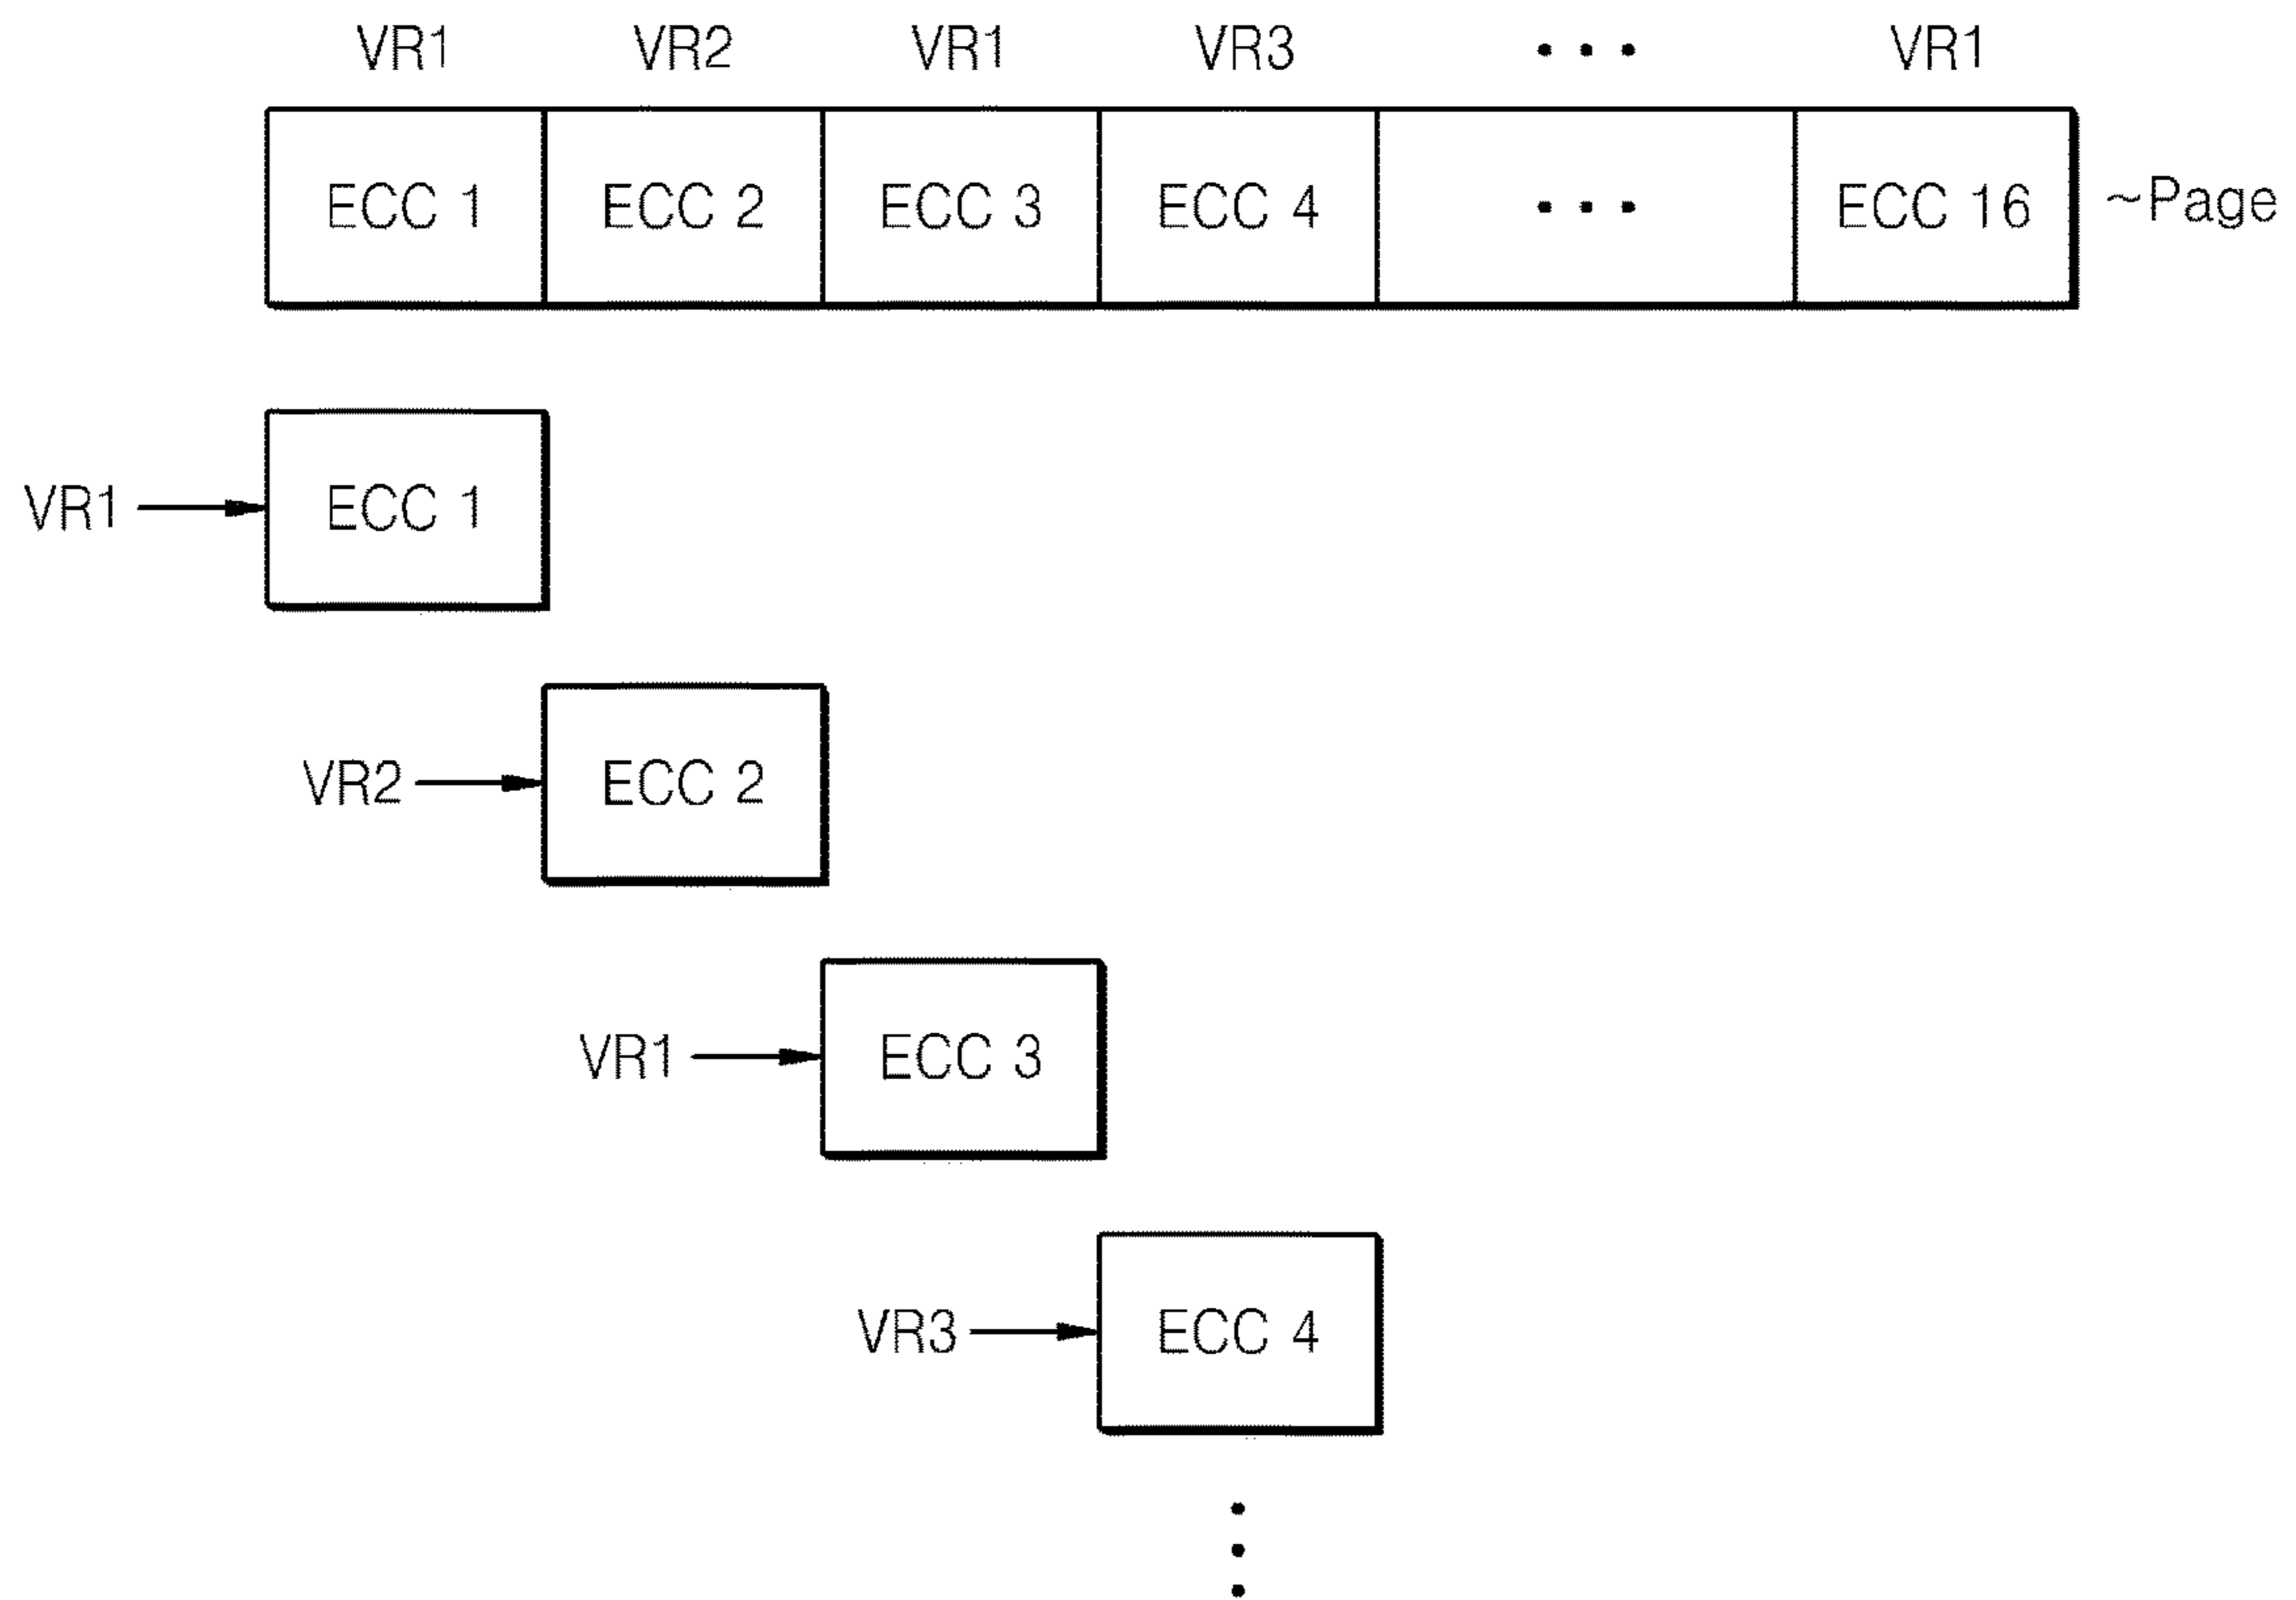 VR1 VR2 VR1 VR3 ... VR1
ECC 1 ECC 2 ECC 3 ECC 4 ... ECC 16 ~Page
VR1 ECC 1
VR2 ECC 2
VR1 ECC 3
VR3 ECC 4